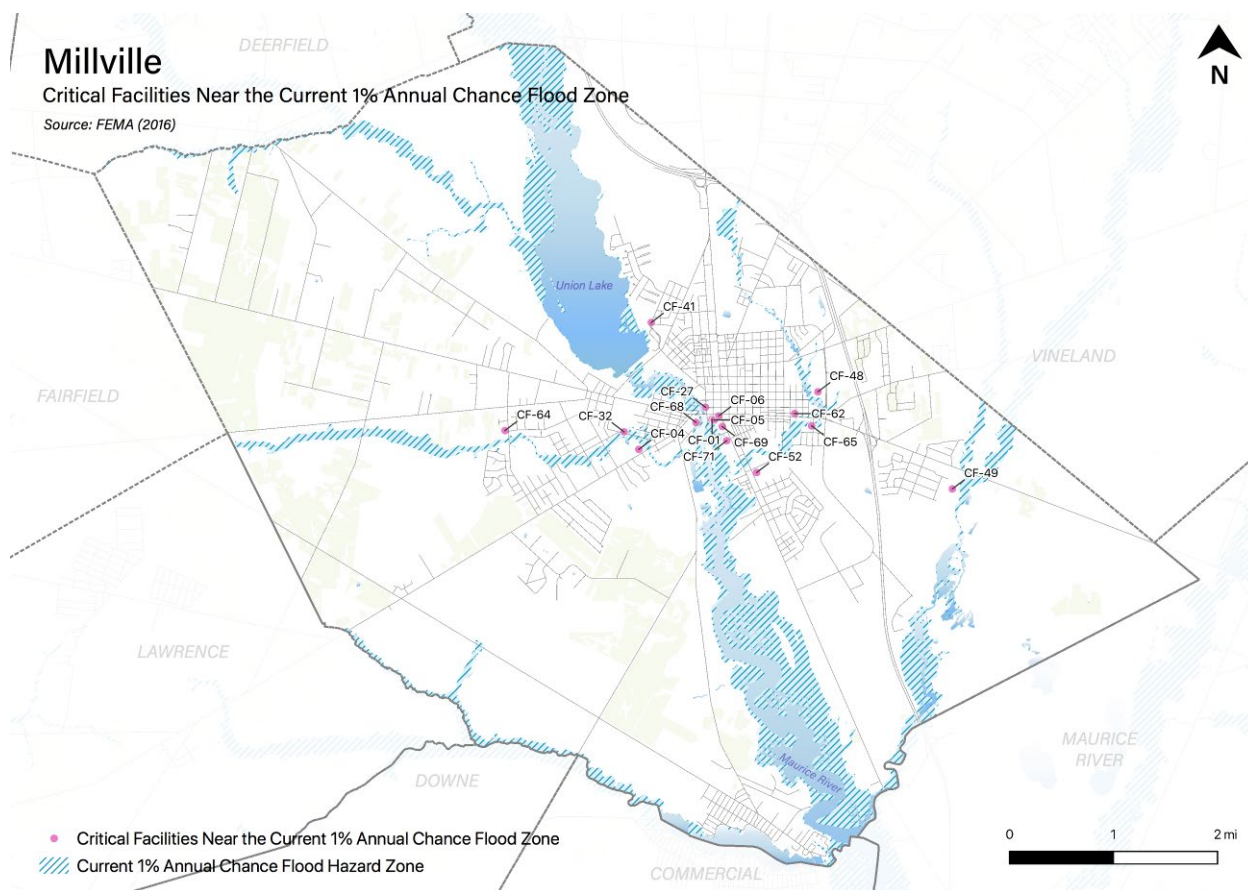 DEERFIELD
Millville
Critical Facilities Near the Current 1% Annual Chance Flood Zone
Source: FEMA (2016)
N
Union Lake
CF-41
VINELAND
FAIRFIELD
CF-48
CF-27
CF-06
CF-68
CF-62
CF-64
CF-32
CF-05
CF-04
CF-01
CF-69
CF-65
CF-71
CF-52
CF-49
LAWRENCE
MAURICE
RIVER
Maurice River
DOWNE
Critical Facilities Near the Current 1% Annual Chance Flood Zone
Current 1% Annual Chance Flood Hazard Zone
0 1 2 mi
COMMERCIAL